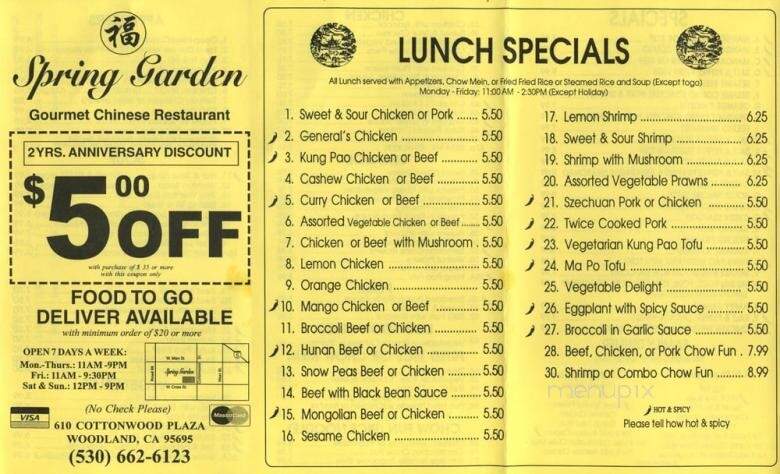 福
Spring Garden
Gourmet Chinese Restaurant
2 YRS. ANNIVERSARY DISCOUNT
$5.00 OFF
with purchase of $ 35 or more
with this coupon only
FOOD TO GO
DELIVER AVAILABLE
with minimum order of $20 or more
OPEN 7 DAYS A WEEK:
Mon.-Thurs.: 11AM -9PM
Fri.: 11AM - 9:30PM
Sat & Sun.: 12PM - 9PM
W. Main St.
Spring Garden
W. Cross St.
(No Check Please)
VISA
MasterCard
610 COTTONWOOD PLAZA
WOODLAND, CA 95695
(530) 662-6123
LUNCH SPECIALS
All Lunch served with Appetizers, Chow Mein, or Fried Fried Rice or Steamed Rice and Soup (Except togo)
Monday - Friday: 11:00 AM - 2:30PM (Except Holiday)
1. Sweet & Sour Chicken or Pork ...... 5.50
2. General's Chicken ...................... 5.50
3. Kung Pao Chicken or Beef ........... 5.50
4. Cashew Chicken or Beef ............ 5.50
5. Curry Chicken or Beef ............... 5.50
6. Assorted Vegetable Chicken or Beef ....... 5.50
7. Chicken or Beef with Mushroom . 5.50
8. Lemon Chicken ......................... 5.50
9. Orange Chicken ........................ 5.50
10. Mango Chicken or Beef ........... 5.50
11. Broccoli Beef or Chicken ............ 5.50
12. Hunan Beef or Chicken .............. 5.50
13. Snow Peas Beef or Chicken ........ 5.50
14. Beef with Black Bean Sauce ....... 5.50
15. Mongolian Beef or Chicken ........ 5.50
16. Sesame Chicken ....................... 5.50
17. Lemon Shrimp .......................... 6.25
18. Sweet & Sour Shrimp ................. 6.25
19. Shrimp with Mushroom .............. 6.25
20. Assorted Vegetable Prawns ......... 6.25
21. Szechuan Pork or Chicken .......... 5.50
22. Twice Cooked Pork .................... 5.50
23. Vegetarian Kung Pao Tofu .......... 5.50
24. Ma Po Tofu .............................. 5.50
25. Vegetable Delight ..................... 5.50
26. Eggplant with Spicy Sauce ......... 5.50
27. Broccoli in Garlic Sauce ............. 5.50
28. Beef, Chicken, or Pork Chow Fun . 7.99
30. Shrimp or Combo Chow Fun ....... 8.99
menupix
HOT & SPICY
Please tell how hot & spicy